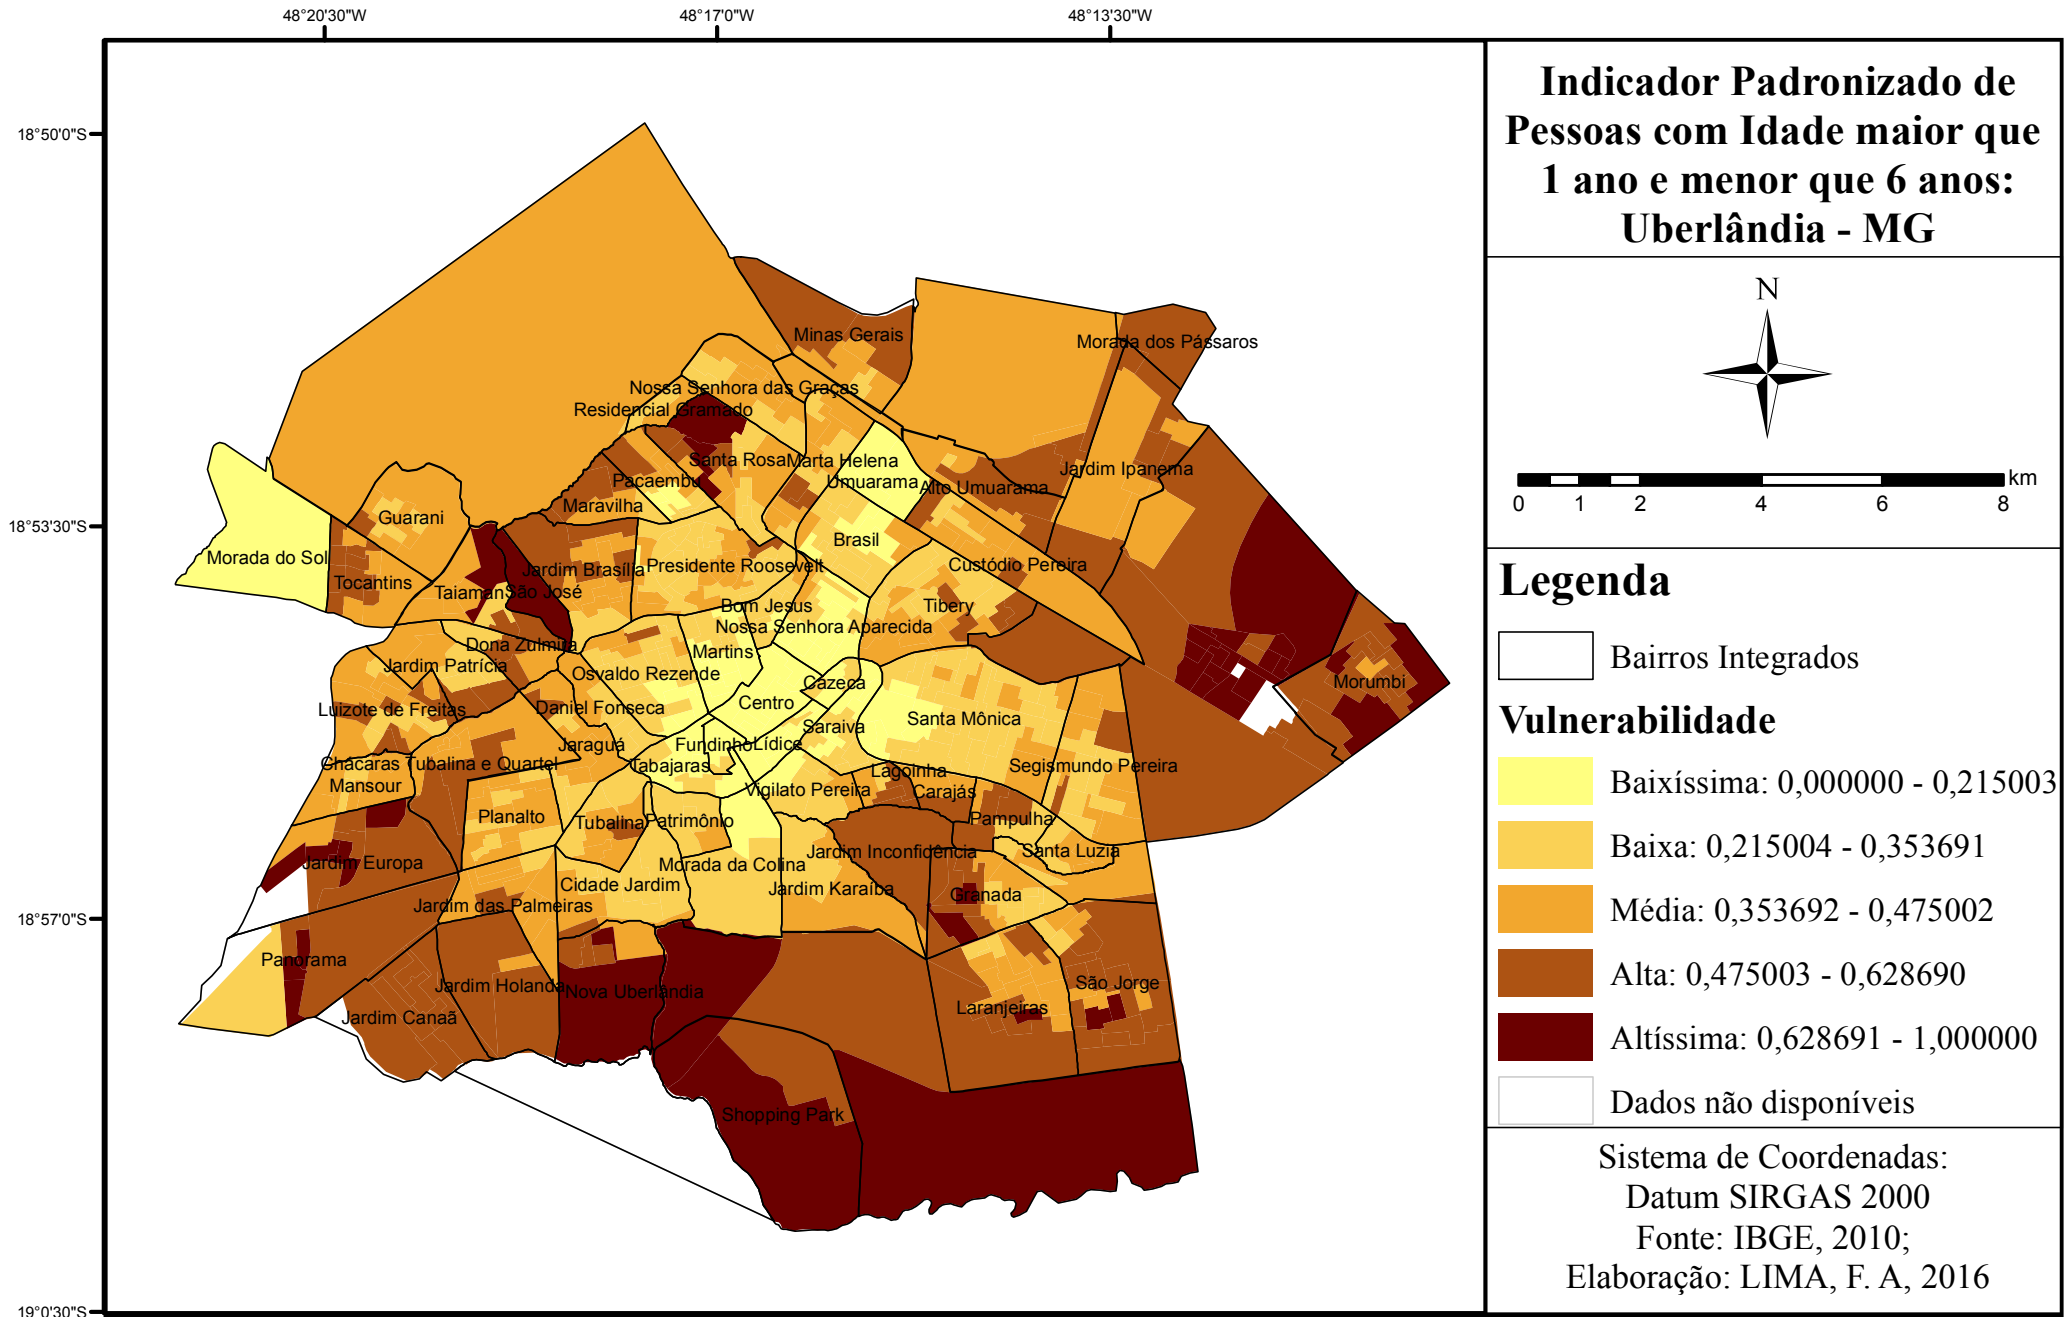 48°20'30"W
48°17'0"W
48°13'30"W
18°50'0"S
18°53'30"S
18°57'0"S
19°0'30"S
Minas Gerais
Morada dos Pássaros
Nossa Senhora das Graças
Residencial Gramado
Santa Rosa
Marta Helena
Jardim Ipanema
Pacaembu
Umuarama
Alto Umuarama
Maravilha
Guarani
Brasil
Morada do Sol
Presidente Roosevelt
Custódio Pereira
Jardim Brasília
Tocantins
Taiaman
São José
Bom Jesus
Tibery
Nossa Senhora Aparecida
Dona Zulmira
Martins
Jardim Patrícia
Osvaldo Rezende
Cazeca
Morumbi
Centro
Luizote de Freitas
Daniel Fonseca
Santa Mônica
Saraiva
Jaraguá
Fundinho
Lídice
Chácaras Tubalina e Quartel
Tabajaras
Lagoinha
Segismundo Pereira
Mansour
Vigilato Pereira
Carajás
Planalto
Tubalina
Patrimônio
Pampulha
Jardim Inconfidência
Santa Luzia
Jardim Europa
Morada da Colina
Cidade Jardim
Jardim Karaíba
Granada
Jardim das Palmeiras
Panorama
Jardim Holanda
Nova Uberlândia
São Jorge
Laranjeiras
Jardim Canaã
Shopping Park
Indicador Padronizado de
Pessoas com Idade maior que
1 ano e menor que 6 anos:
Uberlândia - MG
N
km
0 1 2 4 6 8
Legenda
Bairros Integrados
Vulnerabilidade
Baixíssima: 0,000000 - 0,215003
Baixa: 0,215004 - 0,353691
Média: 0,353692 - 0,475002
Alta: 0,475003 - 0,628690
Altíssima: 0,628691 - 1,000000
Dados não disponíveis
Sistema de Coordenadas:
Datum SIRGAS 2000
Fonte: IBGE, 2010;
Elaboração: LIMA, F. A, 2016